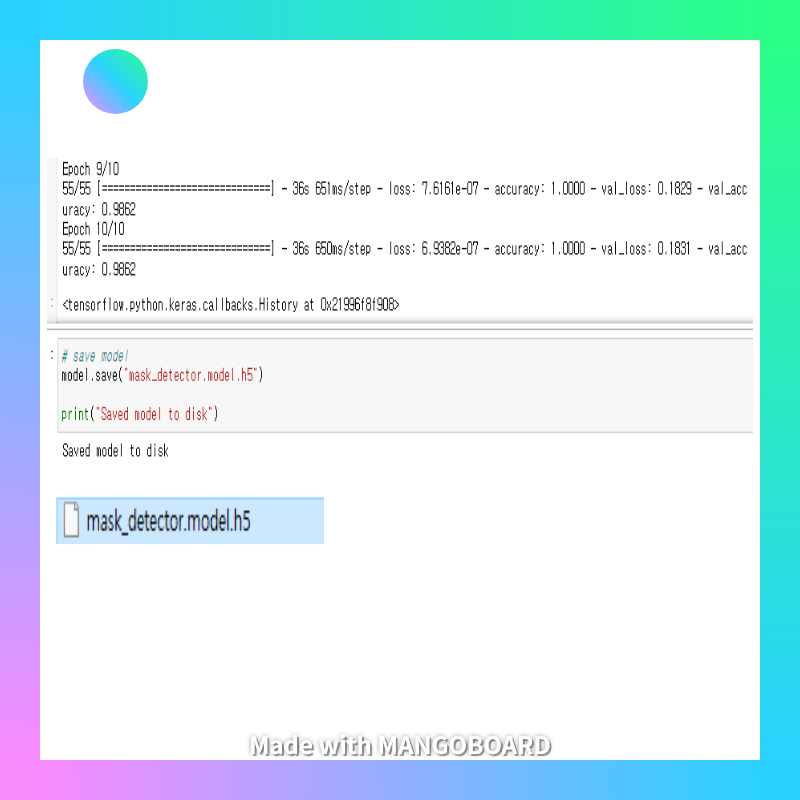 Epoch 9/10
55/55 [==============================] - 36s 651ms/step - loss: 7.6161e-07 - accuracy: 1.0000 - val_loss: 0.1829 - val_acc
uracy: 0.9862
Epoch 10/10
55/55 [==============================] - 36s 650ms/step - loss: 6.9382e-07 - accuracy: 1.0000 - val_loss: 0.1831 - val_acc
uracy: 0.9862
: <tensorflow.python.keras.callbacks.History at 0x21996f8f908>
: # save model
model.save("mask_detector.model.h5")
print("Saved model to disk")
Saved model to disk
mask_detector.model.h5
Made with MANGOBOARD